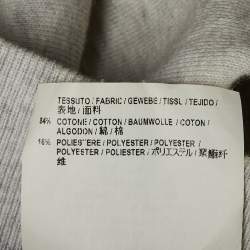 TESSUTO / FABRIC / GEWEBE / TISSU / TEJIDO /
表地 / 面料
84% COTONE / COTTON / BAUMWOLLE / COTON /
ALGODON / 綿 / 棉
16% POLIESTERE / POLYESTER / POLYESTER /
POLYESTER / POLIESTER / ポリエステル / 聚酯纤
维